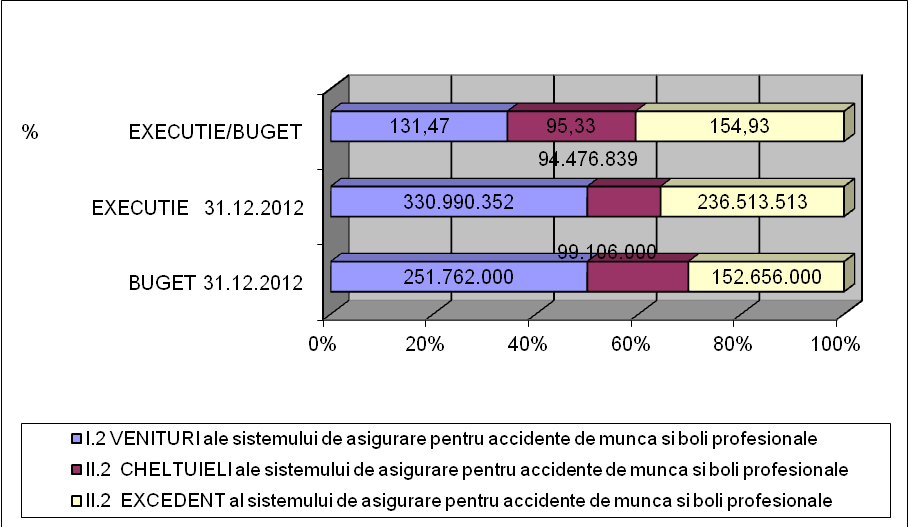 % EXECUTIE/BUGET 131,47 95,33 154,93
94.476.839
EXECUTIE 31.12.2012 330.990.352 236.513.513
99.106.000
BUGET 31.12.2012 251.762.000 152.656.000
0% 20% 40% 60% 80% 100%
I.2 VENITURI ale sistemului de asigurare pentru accidente de munca si boli profesionale
II.2 CHELTUIELI ale sistemului de asigurare pentru accidente de munca si boli profesionale
II.2 EXCEDENT al sistemului de asigurare pentru accidente de munca si boli profesionale